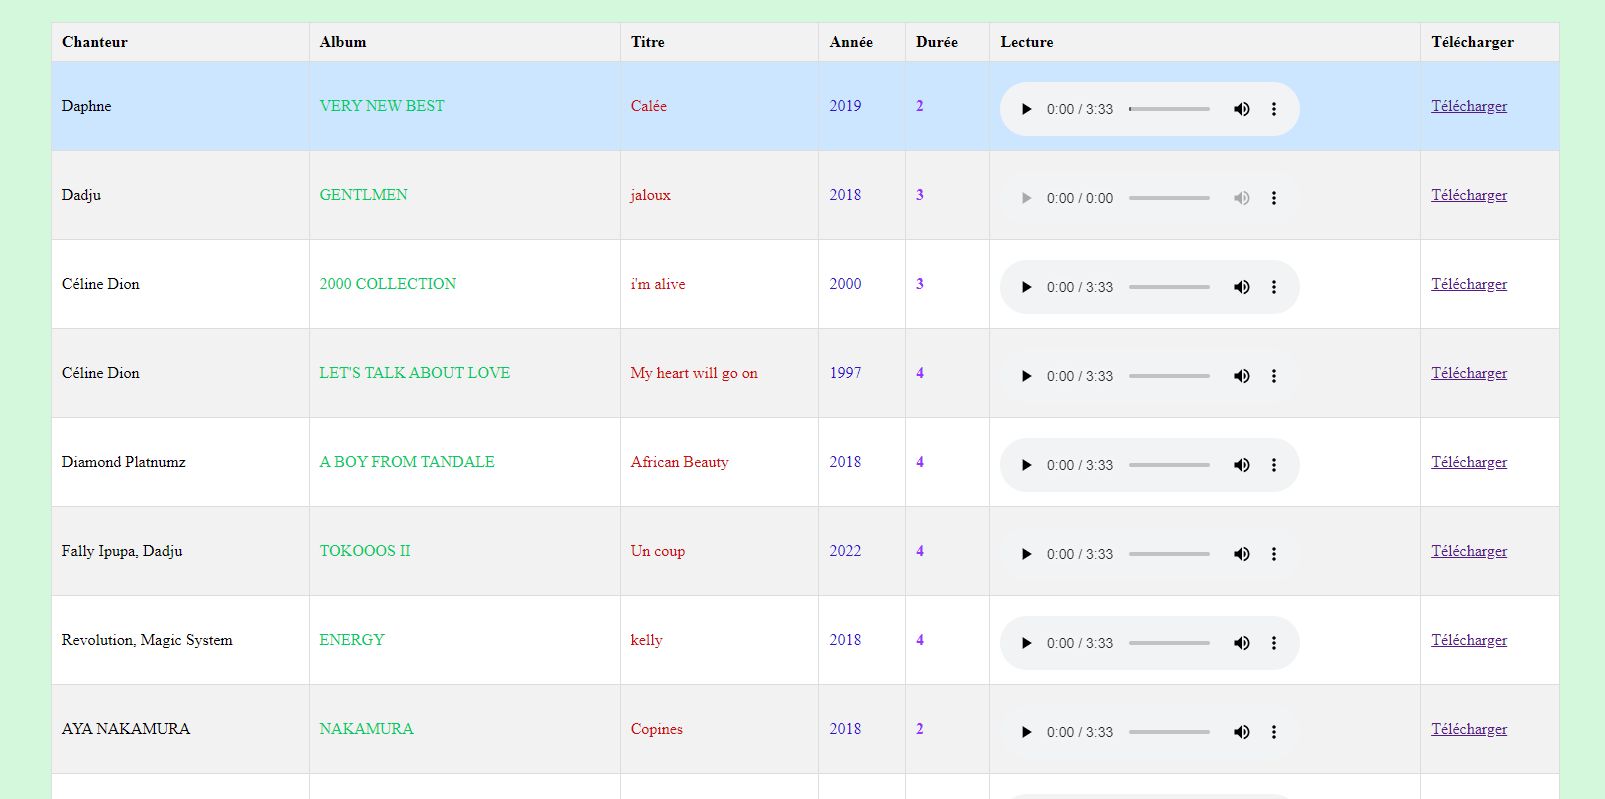 Chanteur Album Titre Année Durée Lecture Télécharger
Daphne VERY NEW BEST Calée 2019 2 0:00 / 3:33 Télécharger
Dadju GENTLMEN jaloux 2018 3 0:00 / 0:00 Télécharger
Céline Dion 2000 COLLECTION i'm alive 2000 3 0:00 / 3:33 Télécharger
Céline Dion LET'S TALK ABOUT LOVE My heart will go on 1997 4 0:00 / 3:33 Télécharger
Diamond Platnumz A BOY FROM TANDALE African Beauty 2018 4 0:00 / 3:33 Télécharger
Fally Ipupa, Dadju TOKOOOS II Un coup 2022 4 0:00 / 3:33 Télécharger
Revolution, Magic System ENERGY kelly 2018 4 0:00 / 3:33 Télécharger
AYA NAKAMURA NAKAMURA Copines 2018 2 0:00 / 3:33 Télécharger